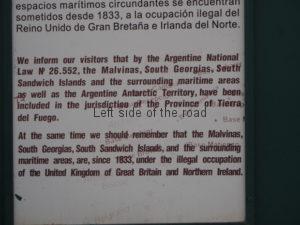 espacios marítimos circundantes se encuentran
sometidos desde 1833, a la ocupación ilegal del
Reino Unido de Gran Bretaña e Irlanda del Norte.
We inform our visitors that by the Argentine National
Law Nº 26.552, the Malvinas, South Georgias, South
Sandwich Islands and the surrounding maritime areas
as well as the Argentine Antarctic Territory, have been
included in the jurisdiction of the Province of Tierra
del Fuego.
Left side of the road
At the same time we should remember that the Malvinas,
South Georgias, South Sandwich Islands, and the surrounding
maritime areas, are, since 1833, under the illegal occupation
of the United Kingdom of Great Britain and Northern Ireland.